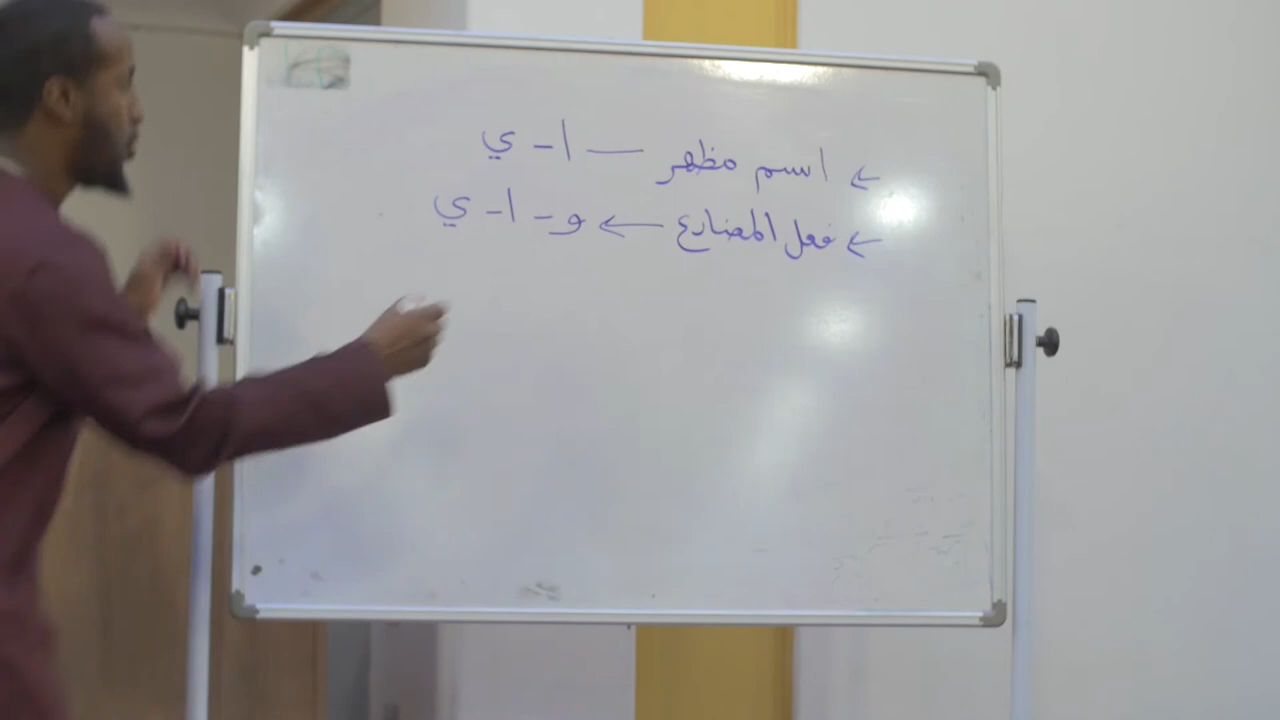 ← اسم مظهر — ا - ي
← فعل المضارع ← و - ا - ي